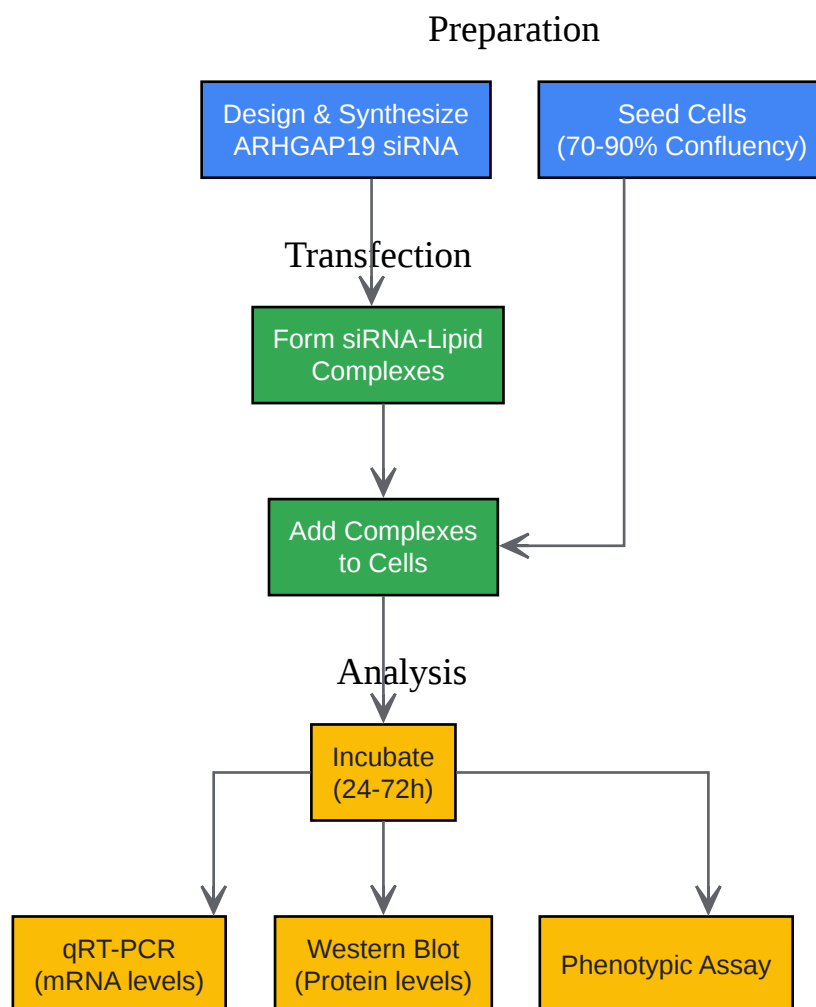 Preparation
Design & Synthesize
ARHGAP19 siRNA
Seed Cells
(70-90% Confluency)
Transfection
Form siRNA-Lipid
Complexes
Add Complexes
to Cells
Analysis
Incubate
(24-72h)
qRT-PCR
(mRNA levels)
Western Blot
(Protein levels)
Phenotypic Assay